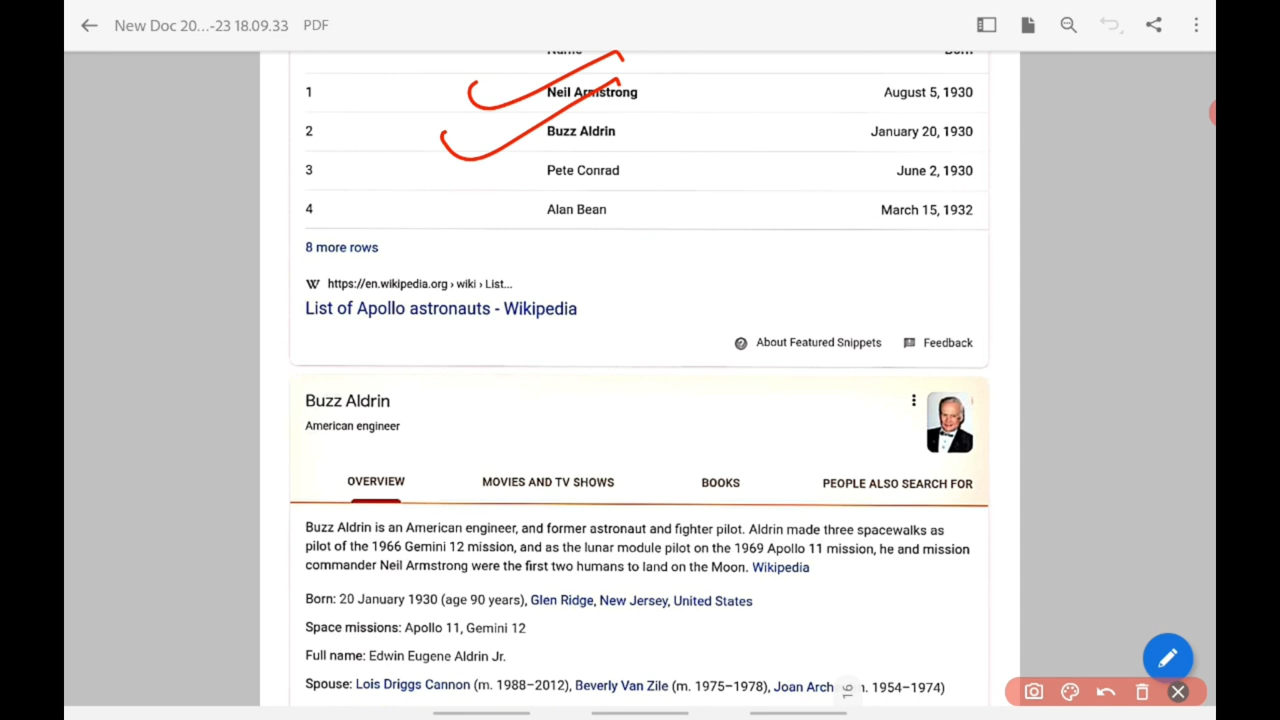 New Doc 20...-23 18.09.33 PDF
Name Born
1 Neil Armstrong August 5, 1930
2 Buzz Aldrin January 20, 1930
3 Pete Conrad June 2, 1930
4 Alan Bean March 15, 1932
8 more rows
W https://en.wikipedia.org › wiki › List...
List of Apollo astronauts - Wikipedia
About Featured Snippets Feedback
Buzz Aldrin
American engineer
OVERVIEW MOVIES AND TV SHOWS BOOKS PEOPLE ALSO SEARCH FOR
Buzz Aldrin is an American engineer, and former astronaut and fighter pilot. Aldrin made three spacewalks as
pilot of the 1966 Gemini 12 mission, and as the lunar module pilot on the 1969 Apollo 11 mission, he and mission
commander Neil Armstrong were the first two humans to land on the Moon. Wikipedia
Born: 20 January 1930 (age 90 years), Glen Ridge, New Jersey, United States
Space missions: Apollo 11, Gemini 12
Full name: Edwin Eugene Aldrin Jr.
Spouse: Lois Driggs Cannon (m. 1988–2012), Beverly Van Zile (m. 1975–1978), Joan Arch 1954–1974)
16